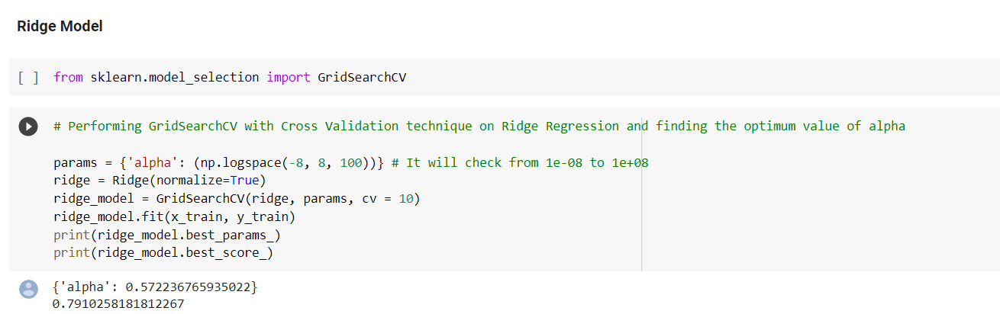 Ridge Model
[ ] from sklearn.model_selection import GridSearchCV
# Performing GridSearchCV with Cross Validation technique on Ridge Regression and finding the optimum value of alpha
params = {'alpha': (np.logspace(-8, 8, 100))} # It will check from 1e-08 to 1e+08
ridge = Ridge(normalize=True)
ridge_model = GridSearchCV(ridge, params, cv = 10)
ridge_model.fit(x_train, y_train)
print(ridge_model.best_params_)
print(ridge_model.best_score_)
{'alpha': 0.572236765935022}
0.7910258181812267